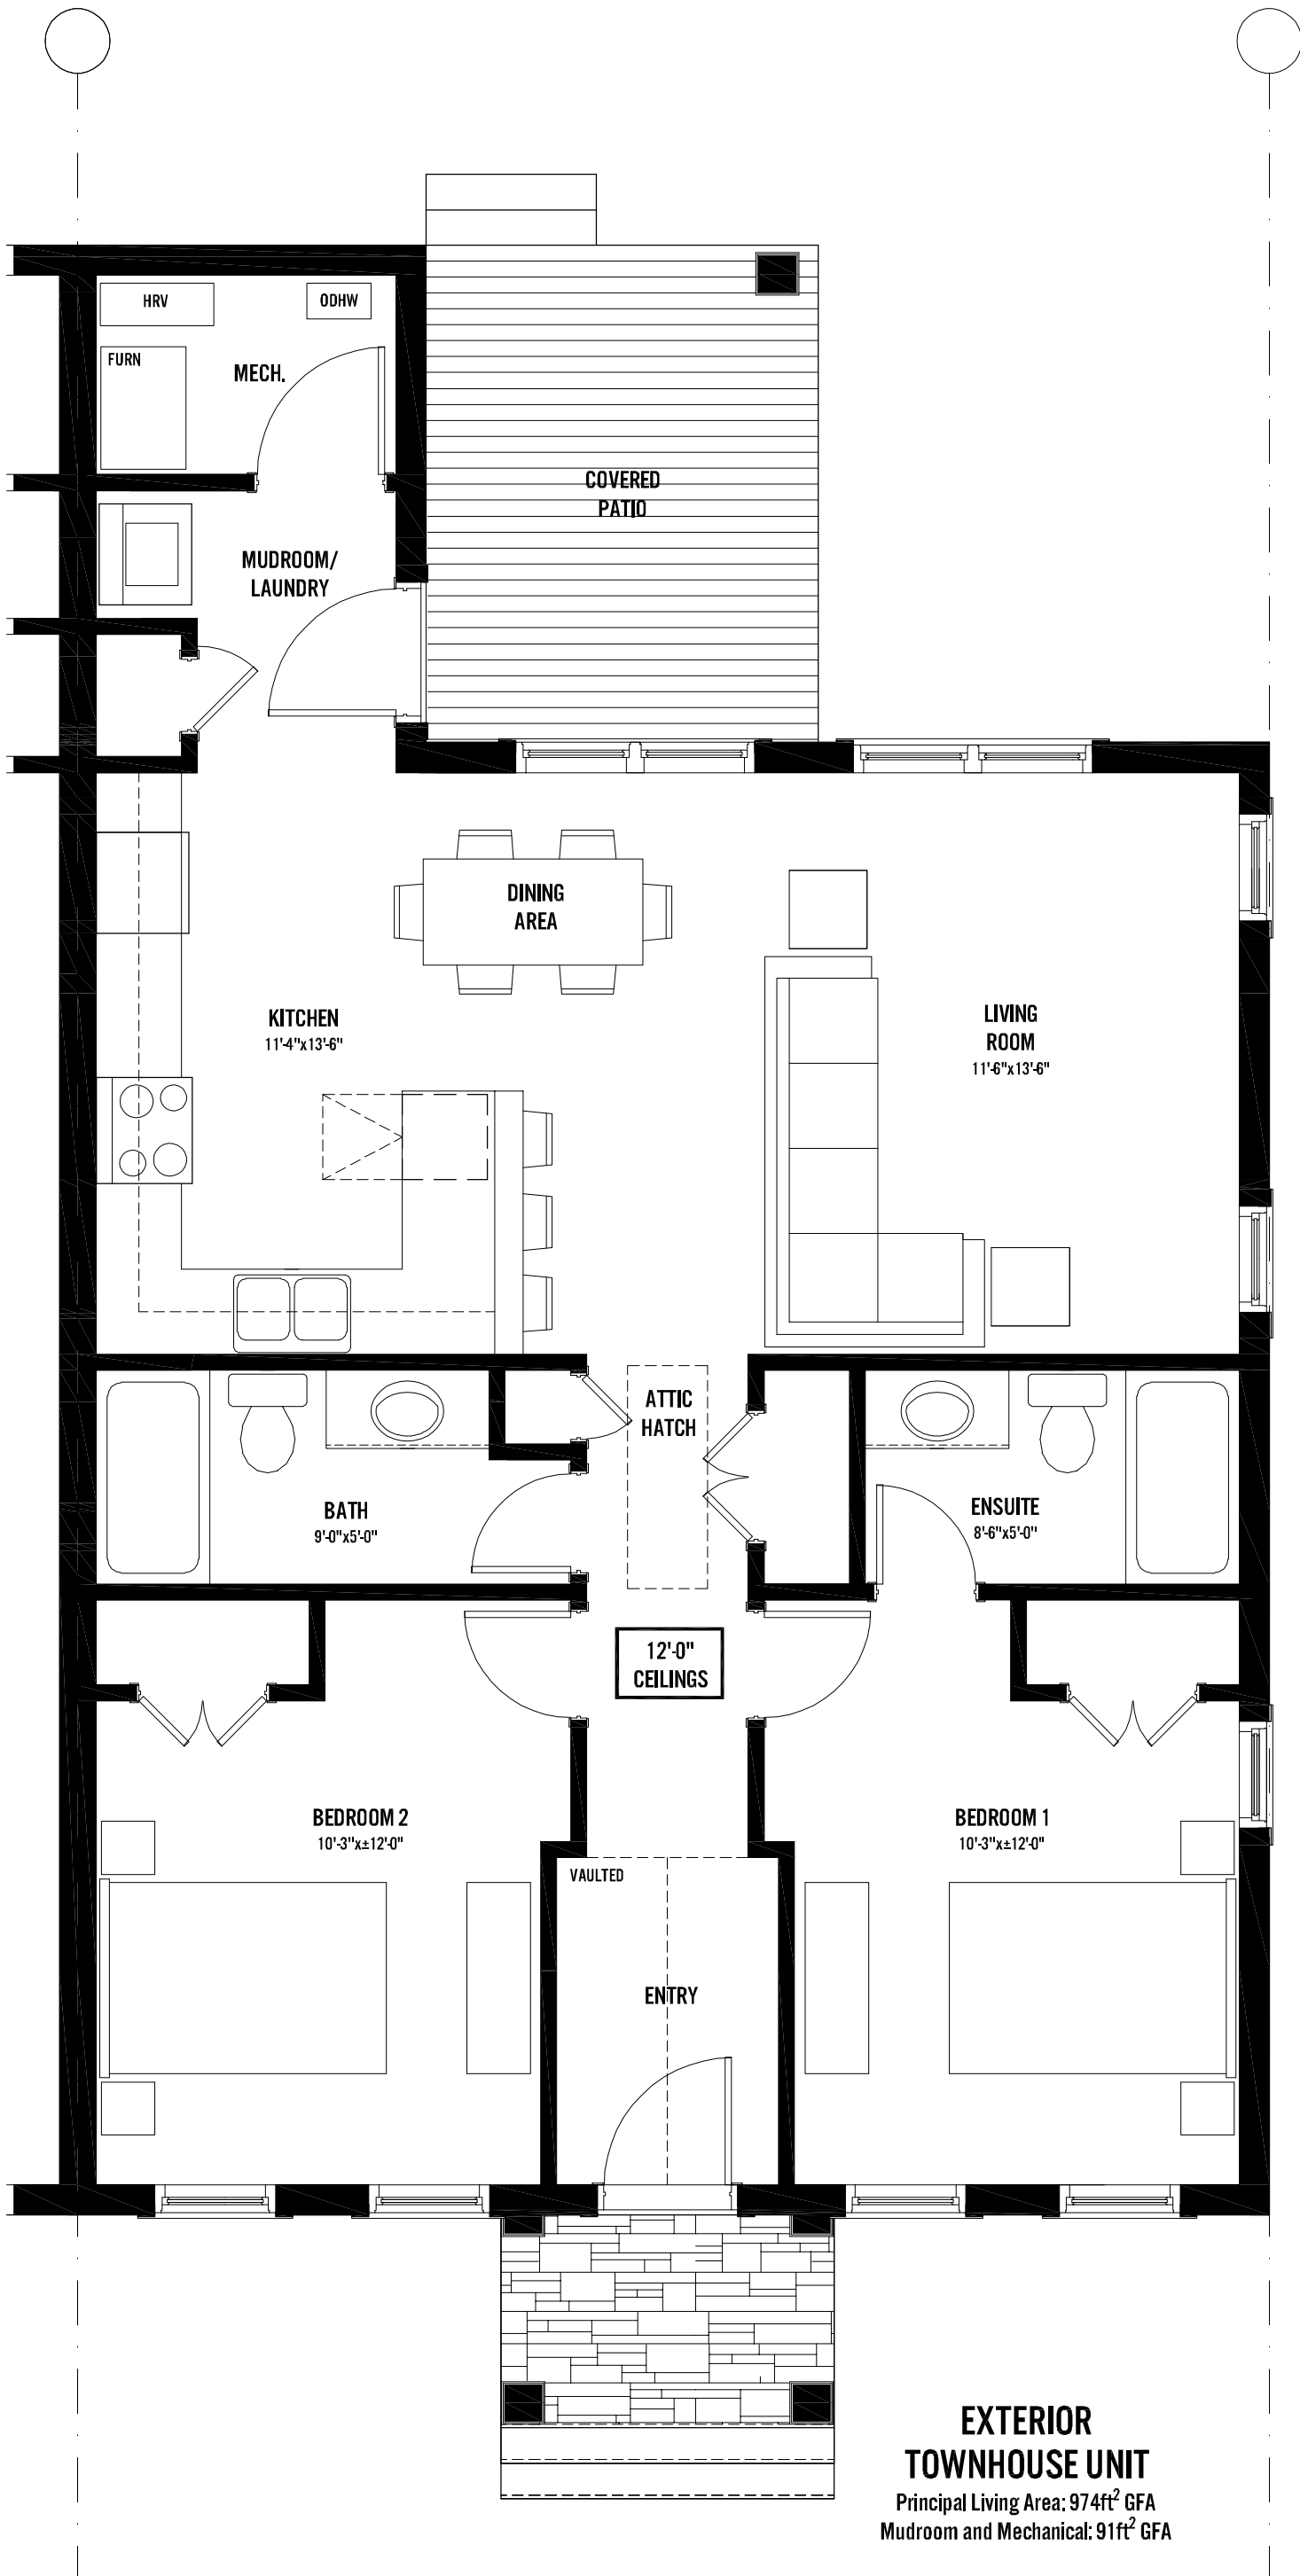 HRV
ODHW
FURN
MECH.
COVERED
PATIO
MUDROOM/
LAUNDRY
DINING
AREA
KITCHEN
11'-4"x13'-6"
LIVING
ROOM
11'-6"x13'-6"
ATTIC
HATCH
BATH
9'-0"x5'-0"
ENSUITE
8'-6"x5'-0"
12'-0"
CEILINGS
BEDROOM 2
10'-3"x±12'-0"
BEDROOM 1
10'-3"x±12'-0"
VAULTED
ENTRY
EXTERIOR
TOWNHOUSE UNIT
Principal Living Area: 974ft² GFA
Mudroom and Mechanical: 91ft² GFA